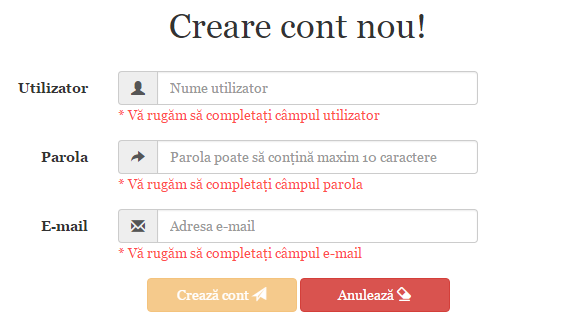 Creare cont nou!
Utilizator
Nume utilizator
* Vă rugăm să completați câmpul utilizator
Parola
Parola poate să conțină maxim 10 caractere
* Vă rugăm să completați câmpul parola
E-mail
Adresa e-mail
* Vă rugăm să completați câmpul e-mail
Crează cont
Anulează